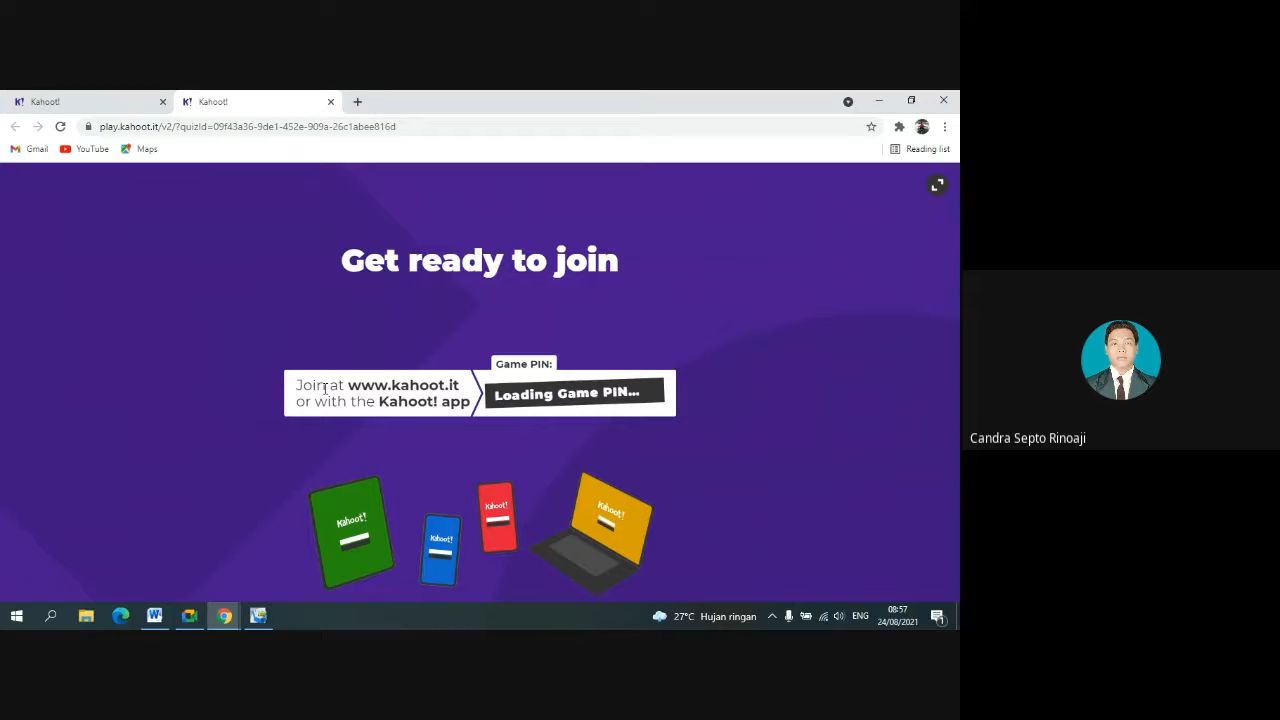 K! Kahoot!
K! Kahoot!
play.kahoot.it/v2/?quizId=09f43a36-9de1-452e-909a-26c1abee816d
Gmail YouTube Maps Reading list
Get ready to join
Game PIN:
Join at www.kahoot.it
or with the Kahoot! app
Loading Game PIN...
Kahoot!
Kahoot!
Kahoot!
Kahoot!
Candra Septo Rinoaji
27°C Hujan ringan ENG 08:57
24/08/2021
1